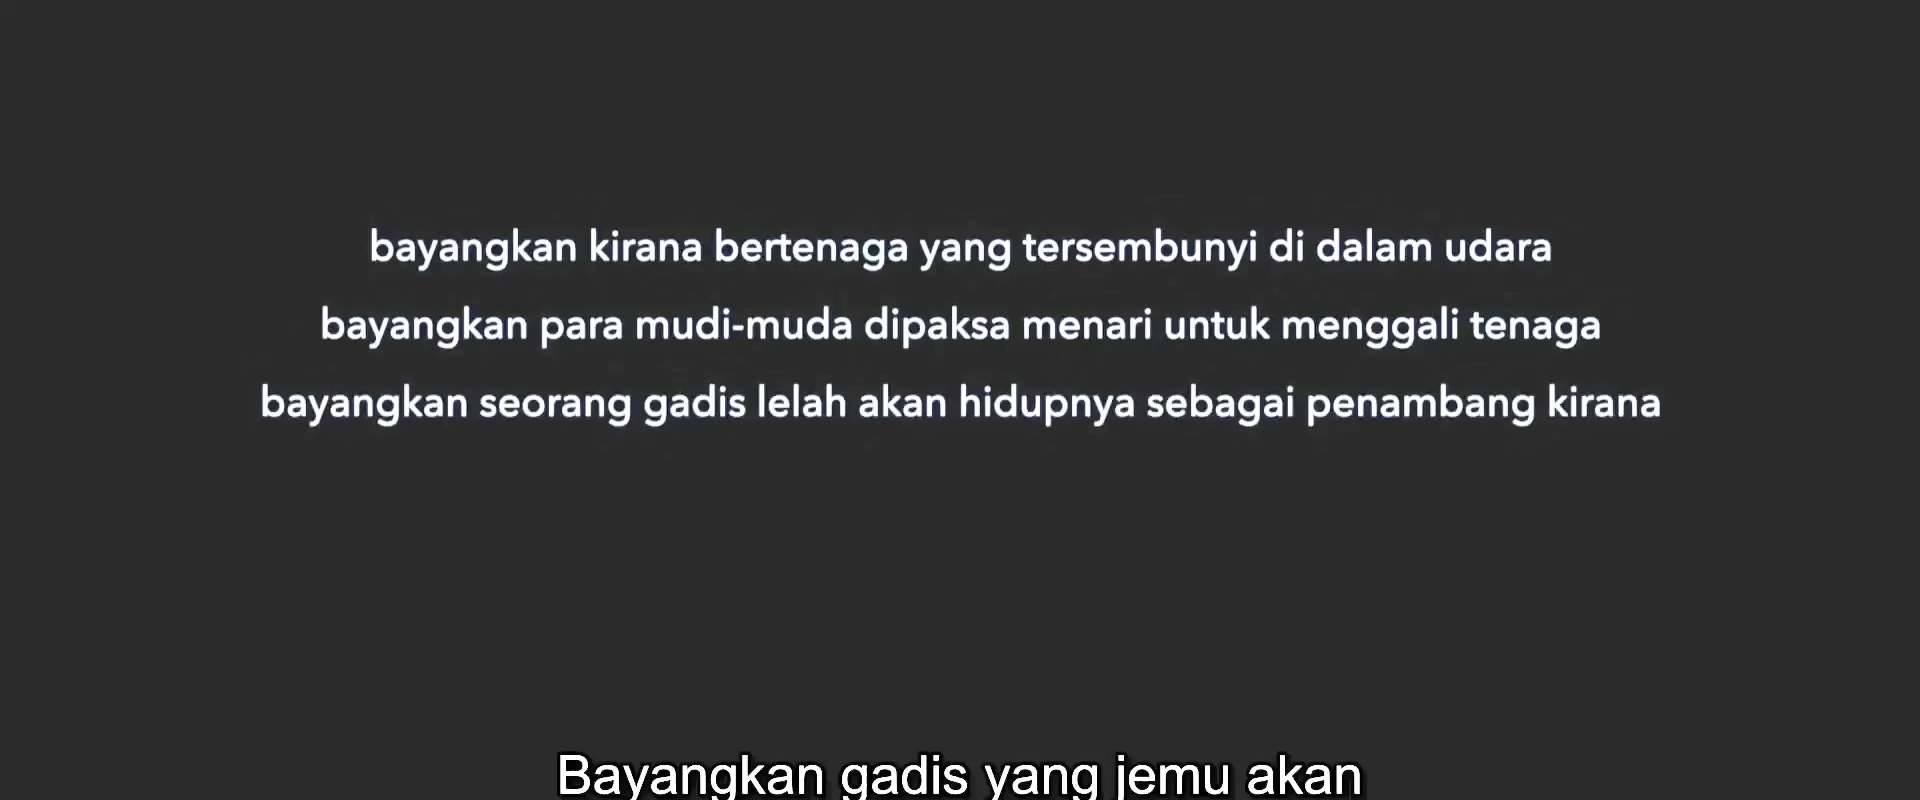 bayangkan kirana bertenaga yang tersembunyi di dalam udara
bayangkan para mudi-muda dipaksa menari untuk menggali tenaga
bayangkan seorang gadis lelah akan hidupnya sebagai penambang kirana
Bayangkan gadis yang jemu akan